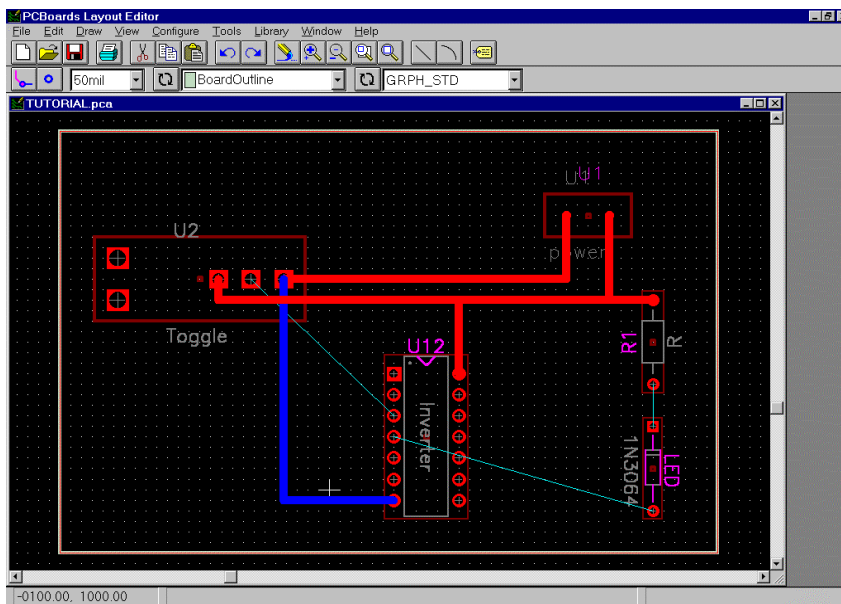 PCBoards Layout Editor
File Edit Draw View Configure Tools Library Window Help
50mil BoardOutline GRPH_STD
TUTORIAL.pca
U1
U2
power
Toggle
U12
R1
R
Inverter
1N3064
LED
-0100.00, 1000.00